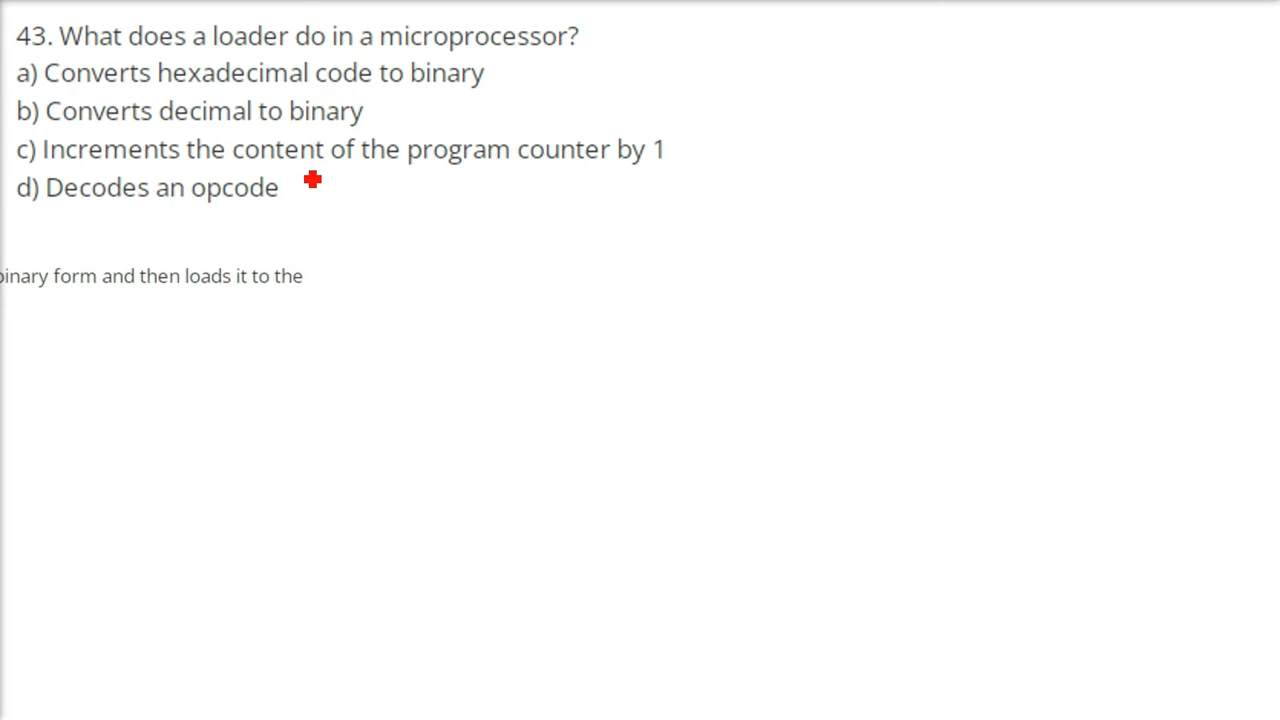 43. What does a loader do in a microprocessor?
a) Converts hexadecimal code to binary
b) Converts decimal to binary
c) Increments the content of the program counter by 1
d) Decodes an opcode
binary form and then loads it to the